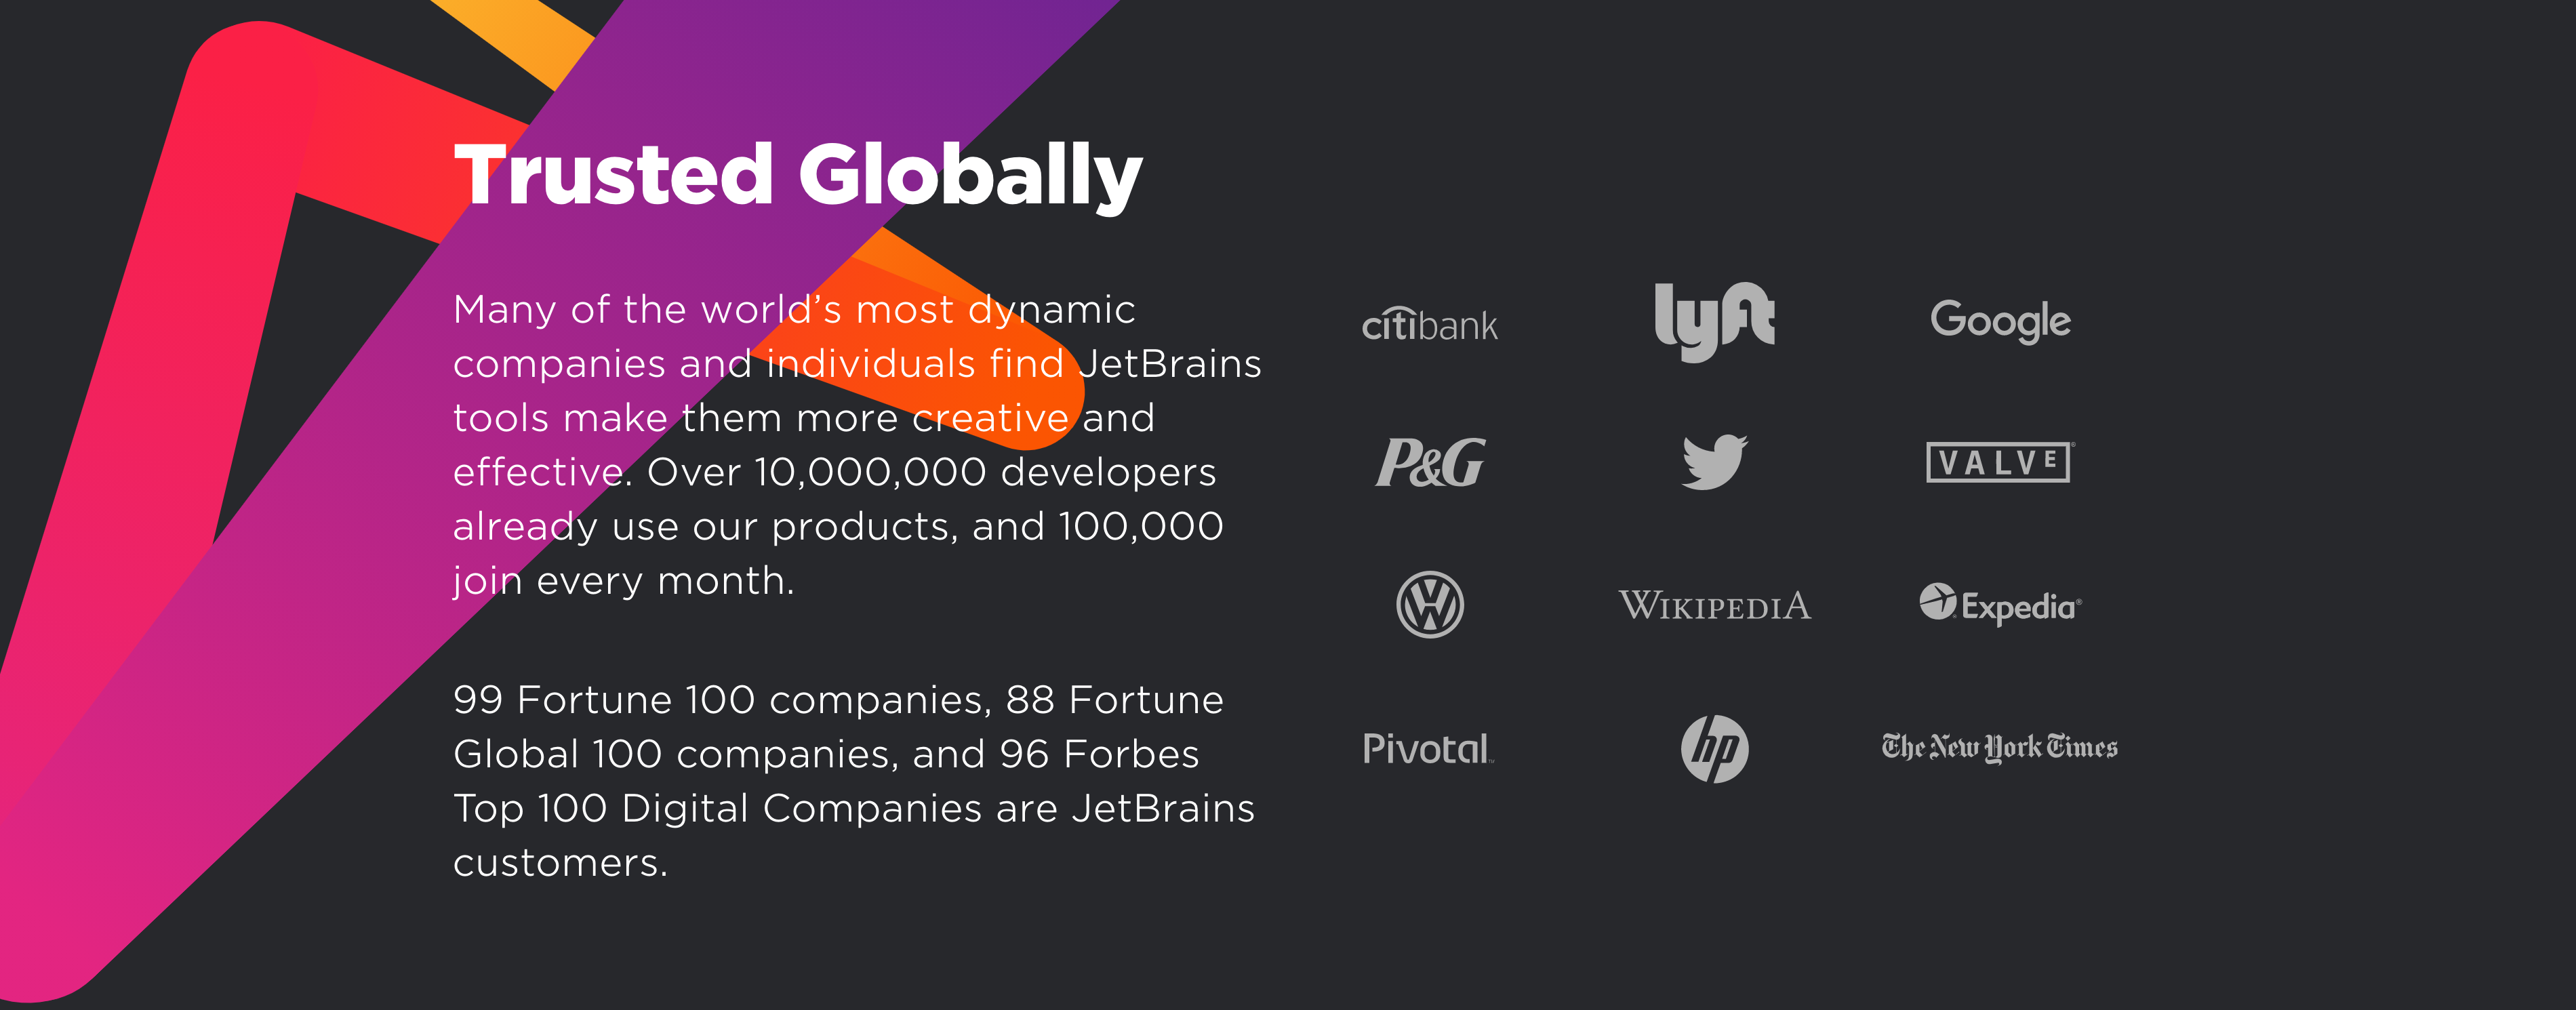 Trusted Globally
Many of the world’s most dynamic
companies and individuals find JetBrains
tools make them more creative and
effective. Over 10,000,000 developers
already use our products, and 100,000
join every month.
99 Fortune 100 companies, 88 Fortune
Global 100 companies, and 96 Forbes
Top 100 Digital Companies are JetBrains
customers.
citibank
lyft
Google
P&G
VALVE®
VW
WIKIPEDIA
Expedia®
Pivotal™
hp
The New York Times